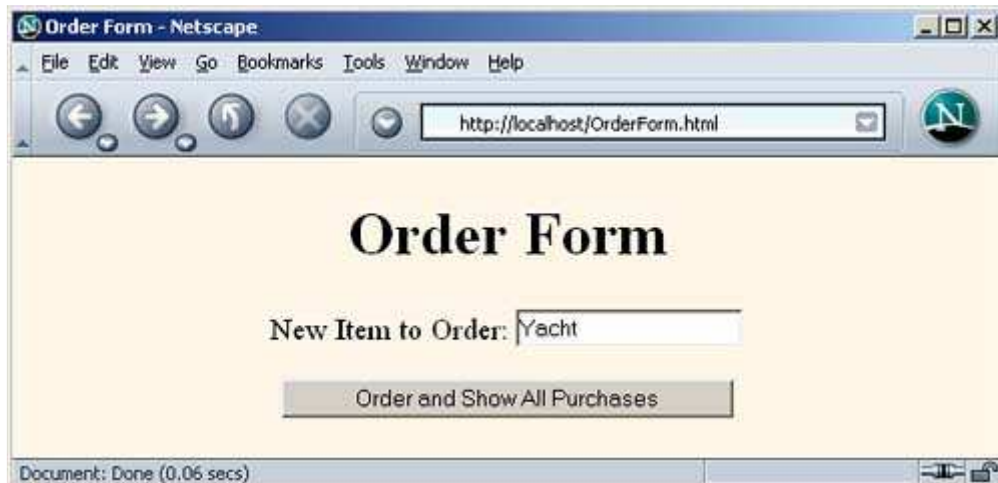 Order Form - Netscape
File Edit View Go Bookmarks Tools Window Help
http://localhost/OrderForm.html
N
Order Form
New Item to Order: Yacht
Order and Show All Purchases
Document: Done (0.06 secs)